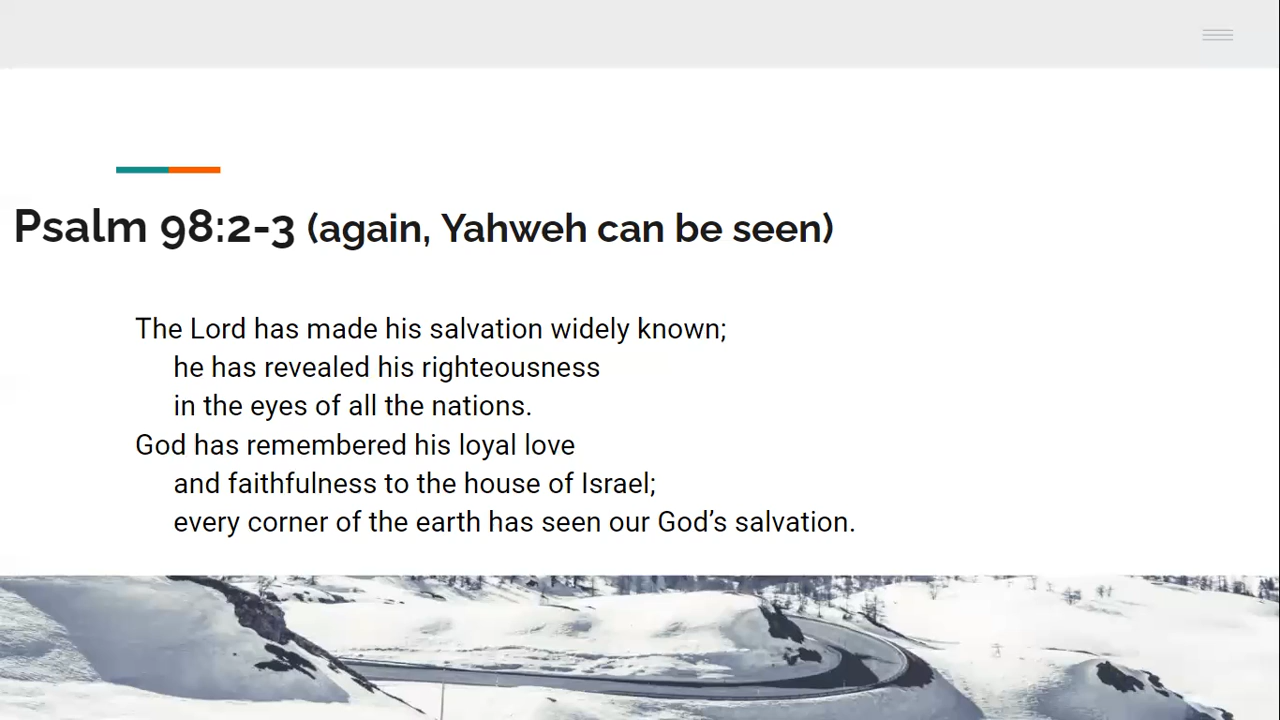 Psalm 98:2-3 (again, Yahweh can be seen)
The Lord has made his salvation widely known;
he has revealed his righteousness
in the eyes of all the nations.
God has remembered his loyal love
and faithfulness to the house of Israel;
every corner of the earth has seen our God’s salvation.